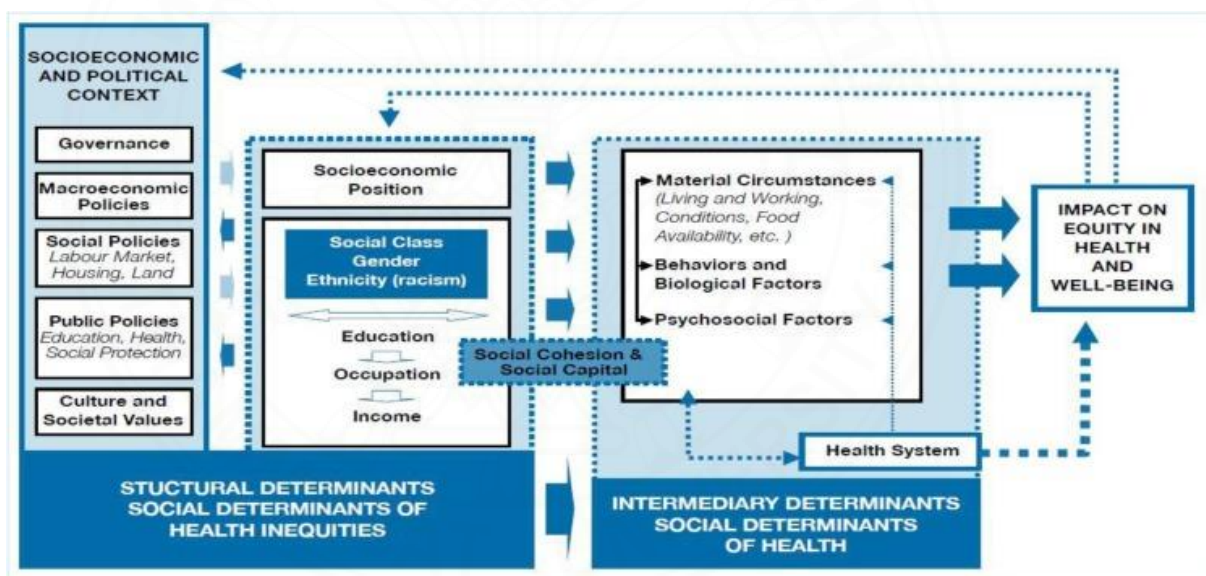 SOCIOECONOMIC
AND POLITICAL
CONTEXT
Governance
Macroeconomic
Policies
Social Policies
Labour Market,
Housing, Land
Public Policies
Education, Health,
Social Protection
Culture and
Societal Values
Socioeconomic
Position
Social Class
Gender
Ethnicity (racism)
Education
Occupation
Income
Social Cohesion &
Social Capital
Material Circumstances
(Living and Working,
Conditions, Food
Availability, etc. )
Behaviors and
Biological Factors
Psychosocial Factors
Health System
IMPACT ON
EQUITY IN
HEALTH
AND
WELL-BEING
STUCTURAL DETERMINANTS
SOCIAL DETERMINANTS OF
HEALTH INEQUITIES
INTERMEDIARY DETERMINANTS
SOCIAL DETERMINANTS
OF HEALTH